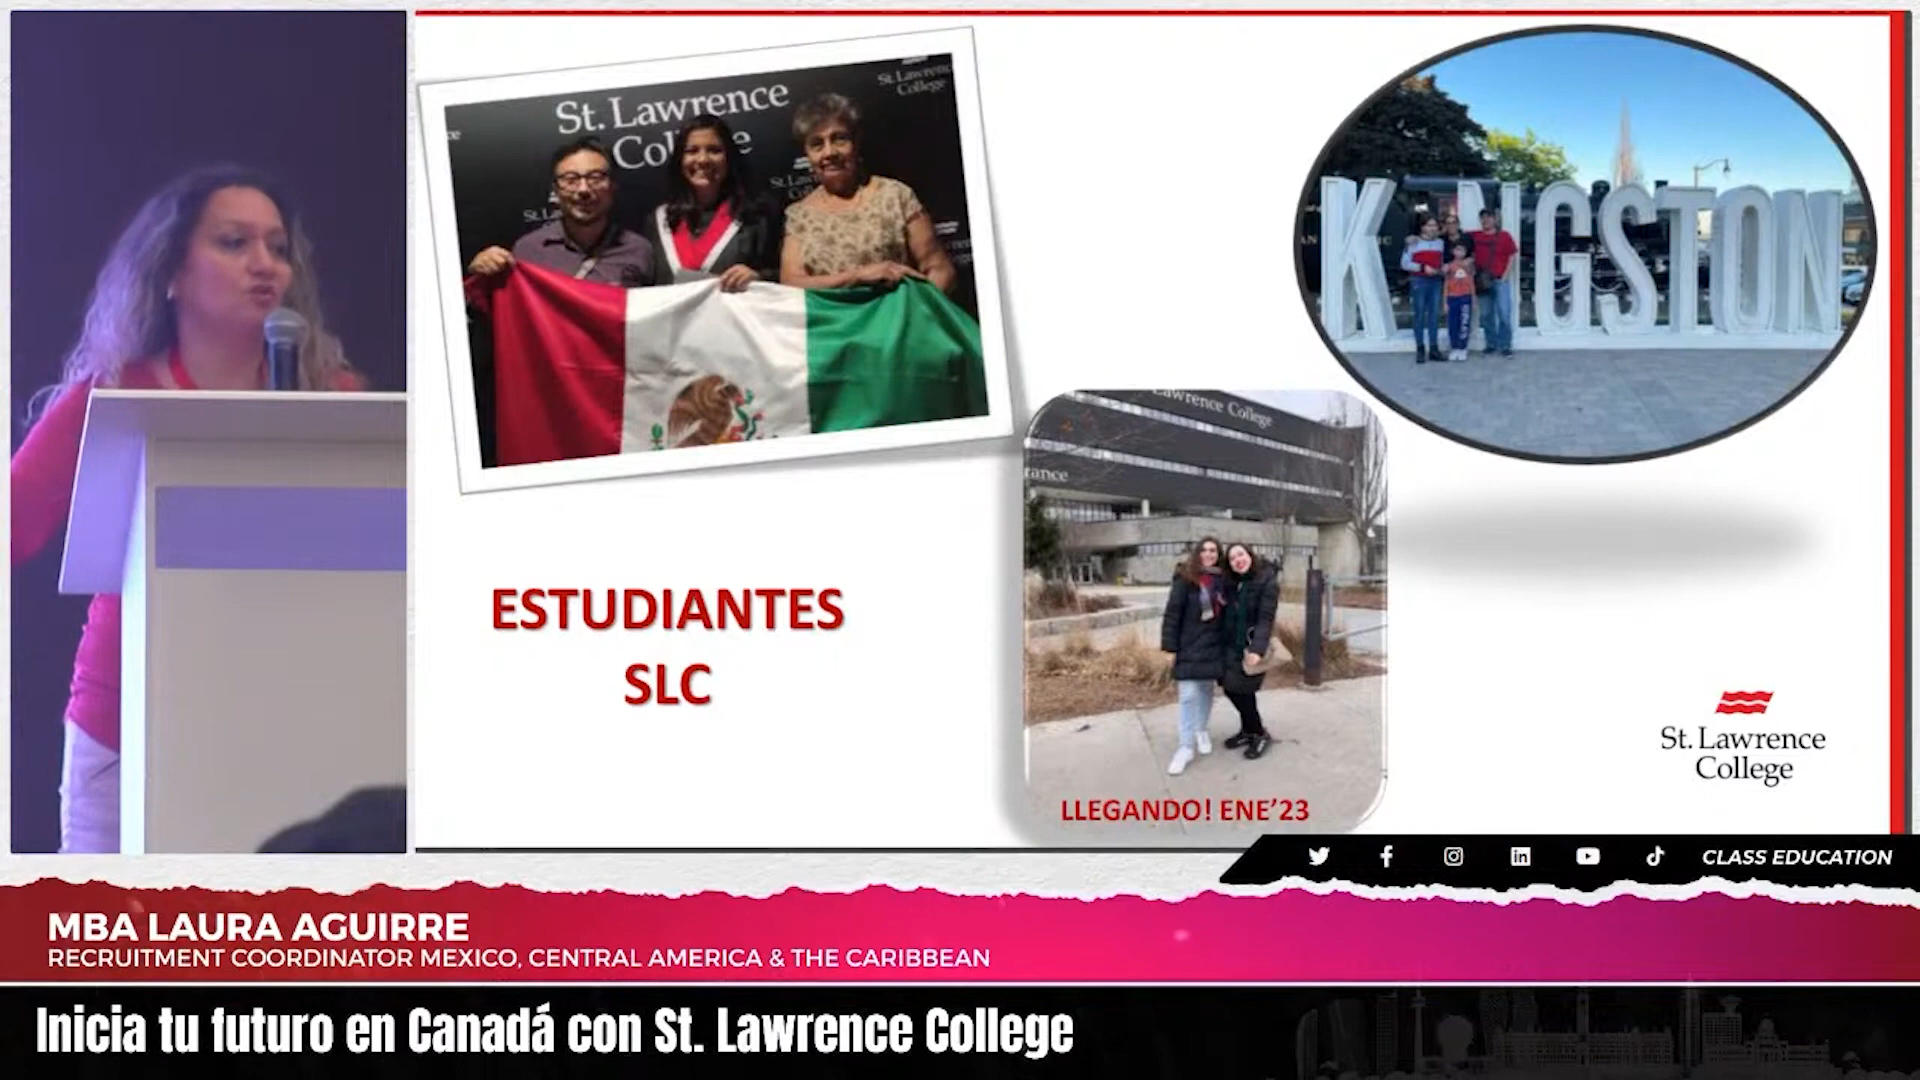 St. Lawrence
College
St. Lawrence
College
KINGSTON
Lawrence College
ESTUDIANTES
SLC
LLEGANDO! ENE'23
St. Lawrence
College
CLASS EDUCATION
MBA LAURA AGUIRRE
RECRUITMENT COORDINATOR MEXICO, CENTRAL AMERICA & THE CARIBBEAN
Inicia tu futuro en Canadá con St. Lawrence College